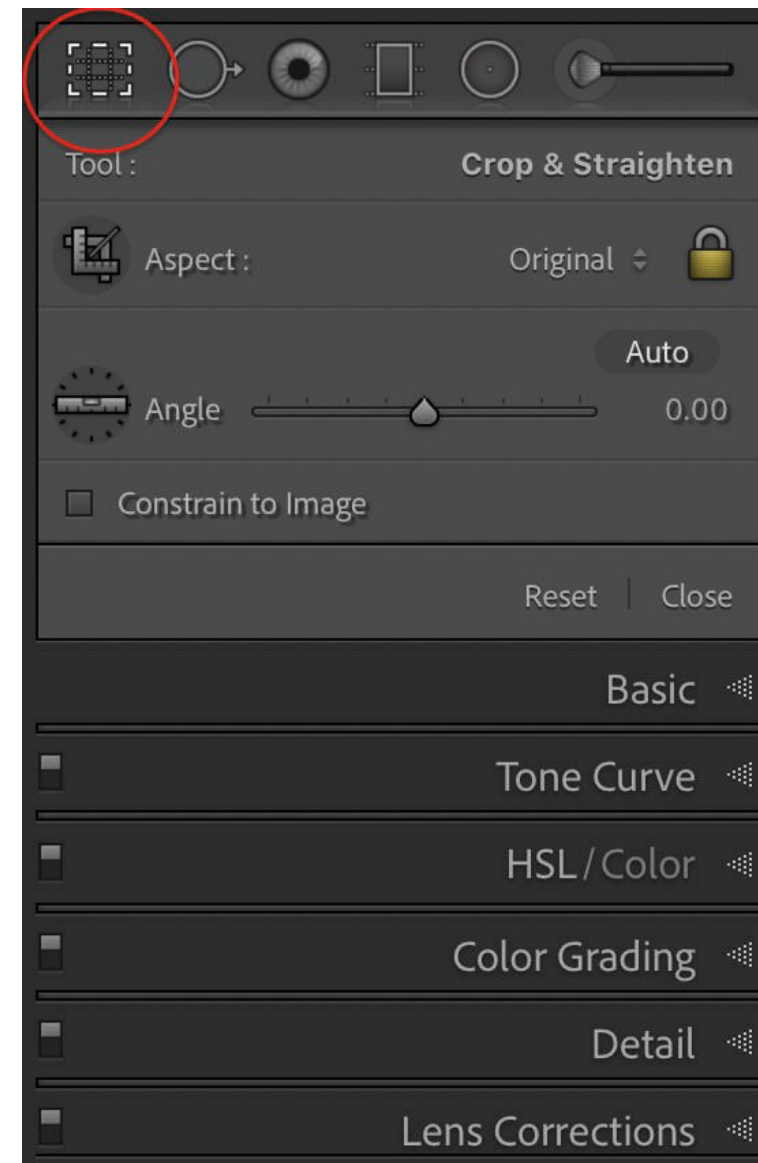 Tool : Crop & Straighten
Aspect : Original
Auto
Angle 0.00
Constrain to Image
Reset | Close
Basic
Tone Curve
HSL / Color
Color Grading
Detail
Lens Corrections